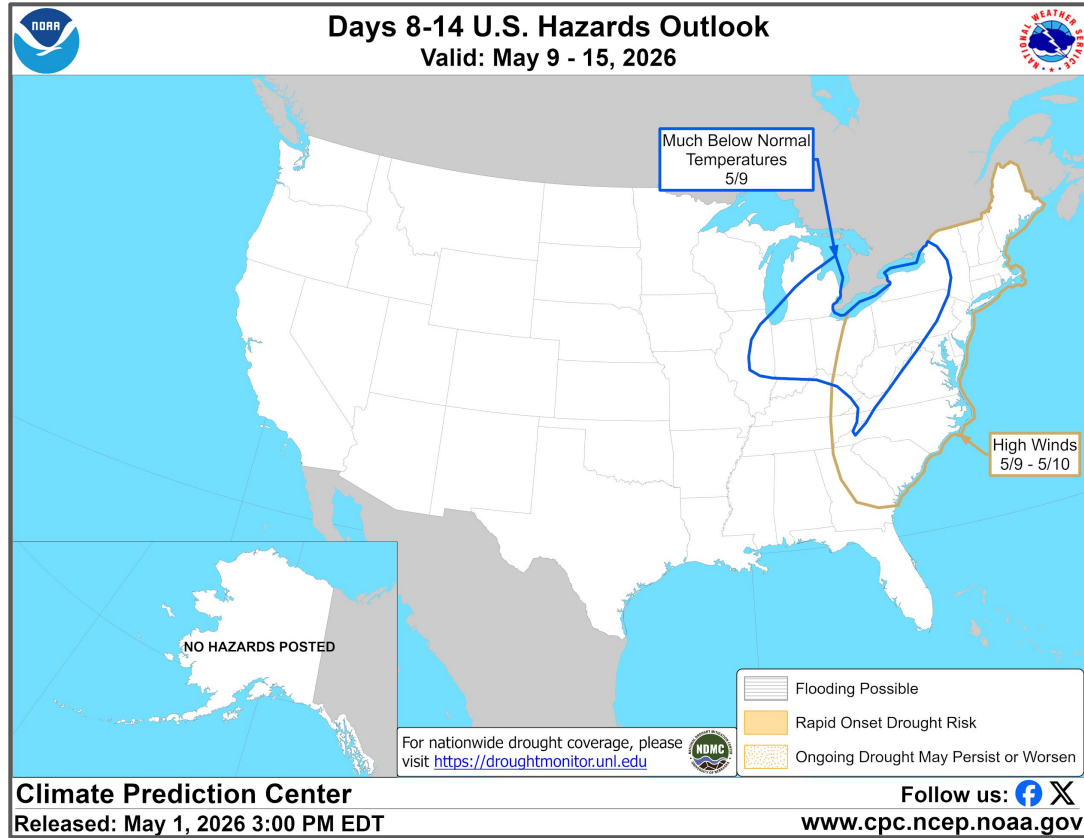 NOAA
Days 8-14 U.S. Hazards Outlook
Valid: May 9 - 15, 2026
NATIONAL WEATHER SERVICE
Much Below Normal
Temperatures
5/9
High Winds
5/9 - 5/10
NO HAZARDS POSTED
For nationwide drought coverage, please
visit https://droughtmonitor.unl.edu
NDMC
Flooding Possible
Rapid Onset Drought Risk
Ongoing Drought May Persist or Worsen
Climate Prediction Center
Follow us:
Released: May 1, 2026 3:00 PM EDT
www.cpc.ncep.noaa.gov